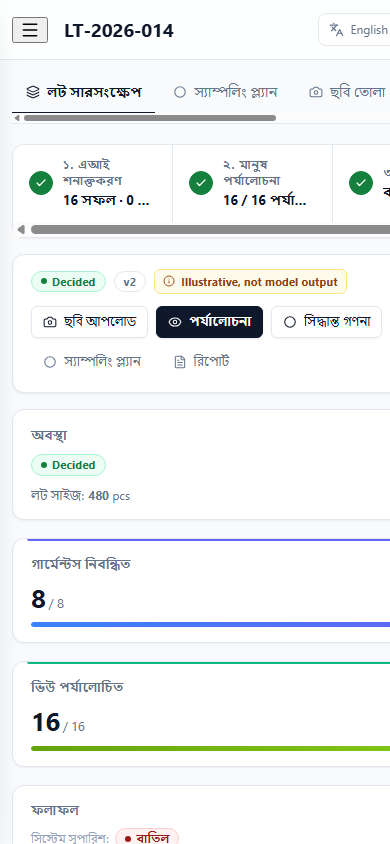 LT-2026-014
English
লট সারসংক্ষেপ
স্যাম্পলিং প্ল্যান
ছবি তোলা
১. এআই
শনাক্তকরণ
16 সফল · 0 ...
২. মানুষ
পর্যালোচনা
16 / 16 পর্যা...
Decided
v2
Illustrative, not model output
ছবি আপলোড
পর্যালোচনা
সিদ্ধান্ত গণনা
স্যাম্পলিং প্ল্যান
রিপোর্ট
অবস্থা
Decided
লট সাইজ: 480 pcs
গার্মেন্টস নিবন্ধিত
8 / 8
ভিউ পর্যালোচিত
16 / 16
ফলাফল
সিস্টেম সুপারিশ: বাতিল